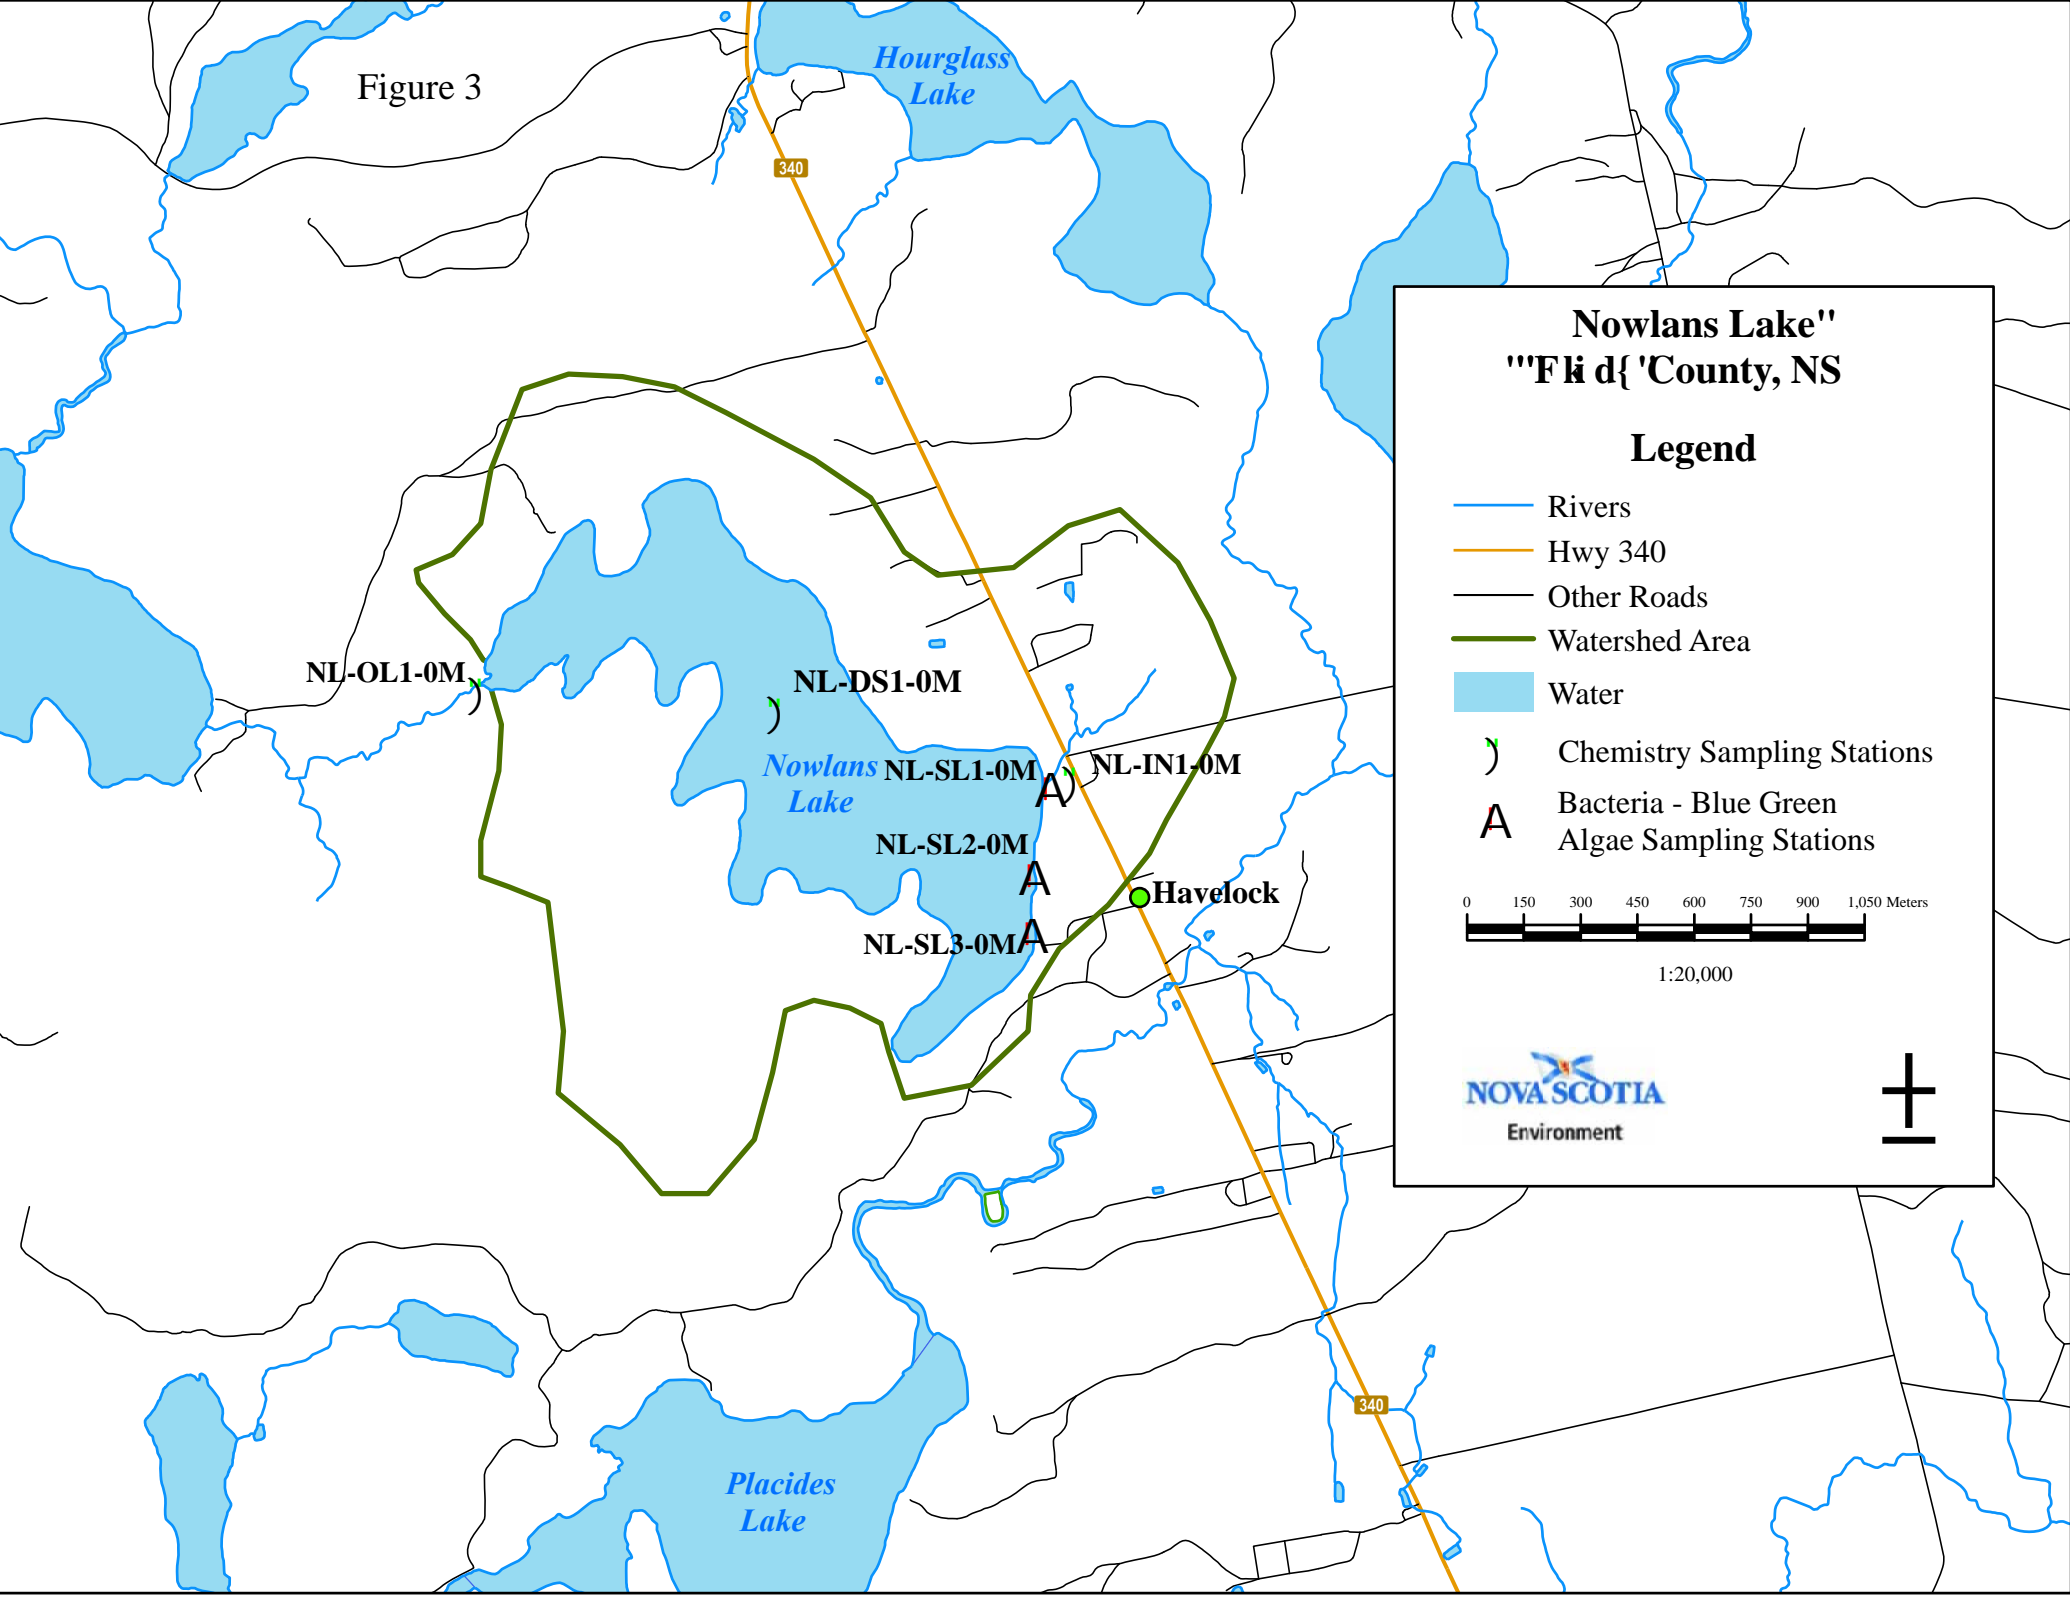 Figure 3
Hourglass
Lake
340
Nowlans Lake"
County, NS
Legend
Rivers
Hwy 340
Other Roads
Watershed Area
Water
Chemistry Sampling Stations
Bacteria - Blue Green
Algae Sampling Stations
0 150 300 450 600 750 900 1,050 Meters
1:20,000
NOVA SCOTIA
Environment
NL-OL1-0M
NL-DS1-0M
Nowlans
Lake
NL-SL1-0M
NL-IN1-0M
NL-SL2-0M
Havelock
NL-SL3-0M
340
Placides
Lake